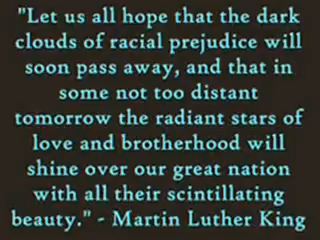 "Let us all hope that the dark
clouds of racial prejudice will
soon pass away, and that in
some not too distant
tomorrow the radiant stars of
love and brotherhood will
shine over our great nation
with all their scintillating
beauty." - Martin Luther King